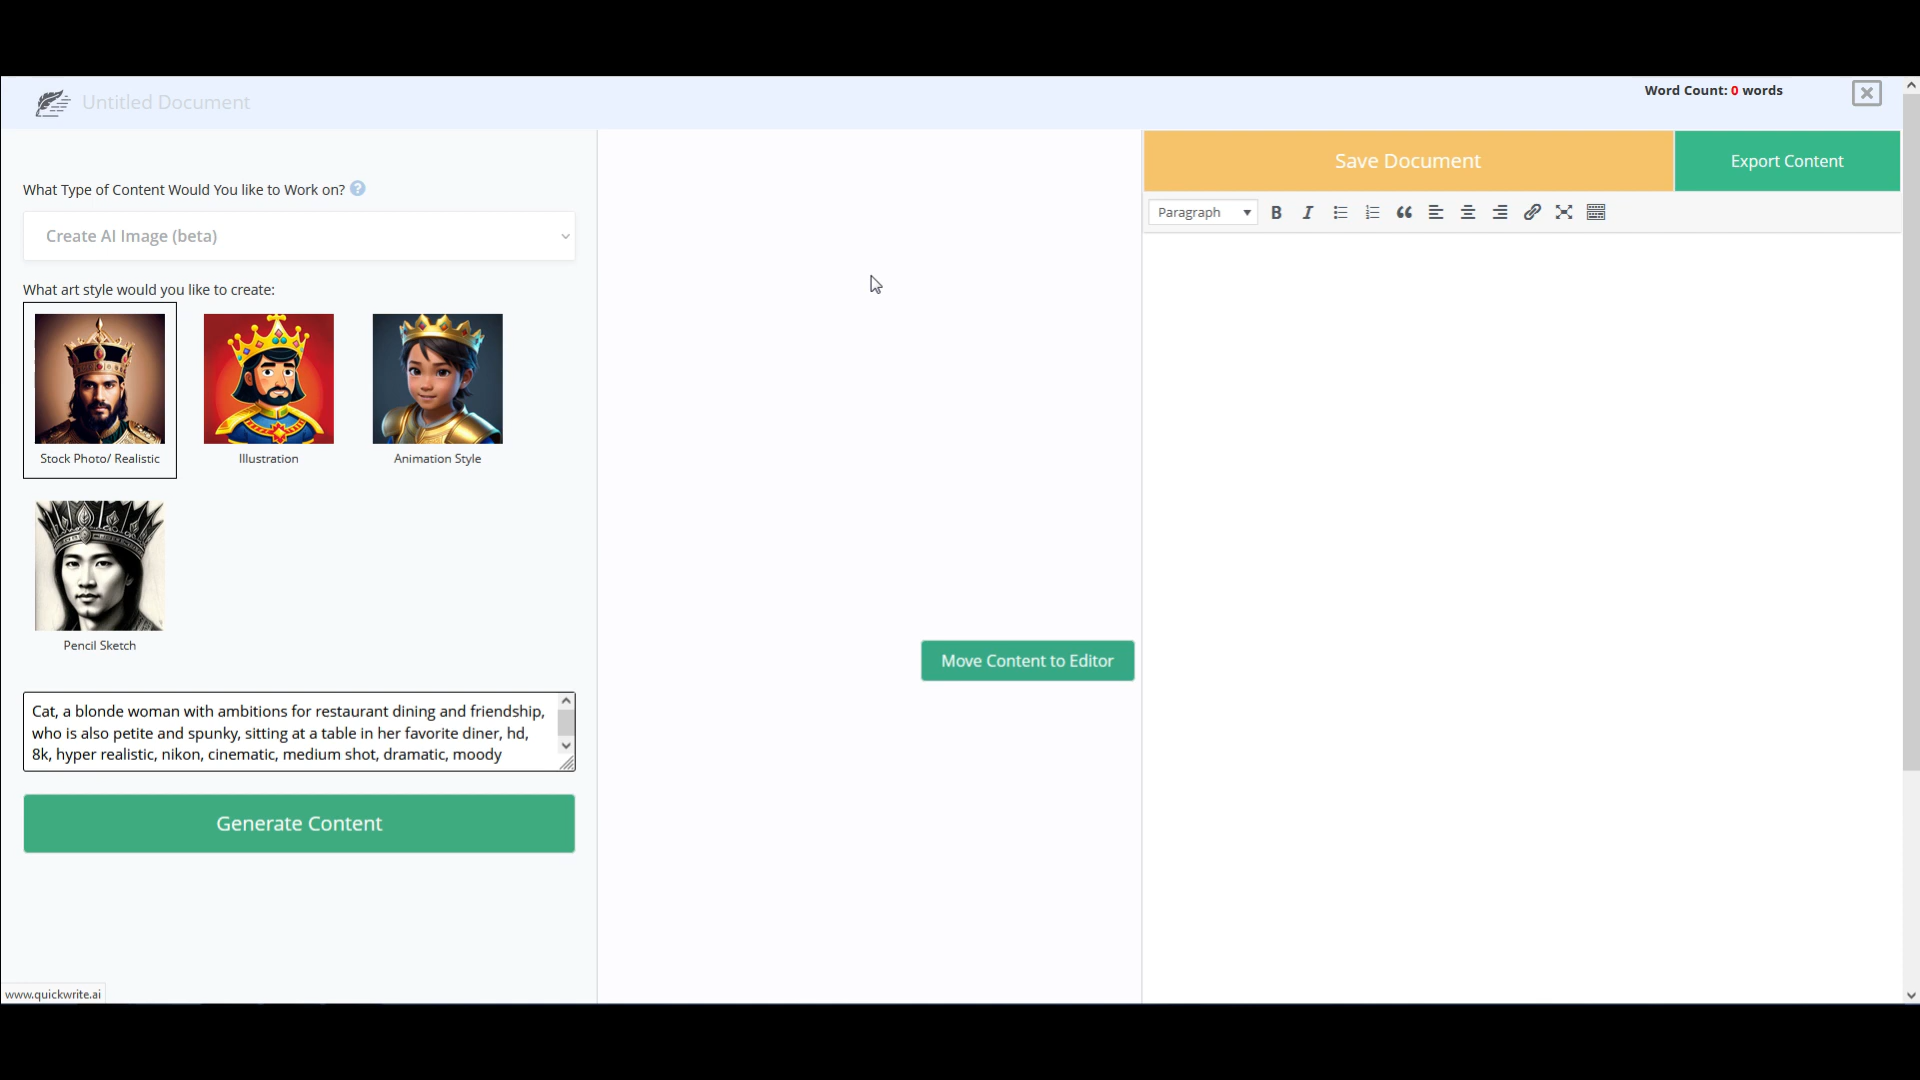 Untitled Document
Word Count: 0 words
What Type of Content Would You like to Work on? ?
Create AI Image (beta)
What art style would you like to create:
Stock Photo/ Realistic
Illustration
Animation Style
Pencil Sketch
Cat, a blonde woman with ambitions for restaurant dining and friendship,
who is also petite and spunky, sitting at a table in her favorite diner, hd,
8k, hyper realistic, nikon, cinematic, medium shot, dramatic, moody
Generate Content
www.quickwrite.ai
Move Content to Editor
Save Document
Export Content
Paragraph
B I